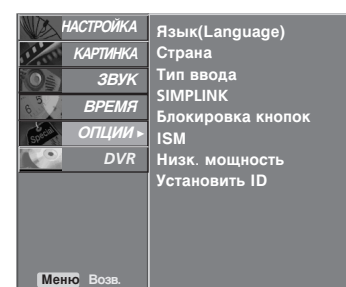 НАСТРОЙКА
КАРТИНКА
ЗВУК
ВРЕМЯ
ОПЦИИ ►
DVR
Язык(Language)
Страна
Тип ввода
SIMPLINK
Блокировка кнопок
ISM
Низк. мощность
Установить ID
Меню Возв.